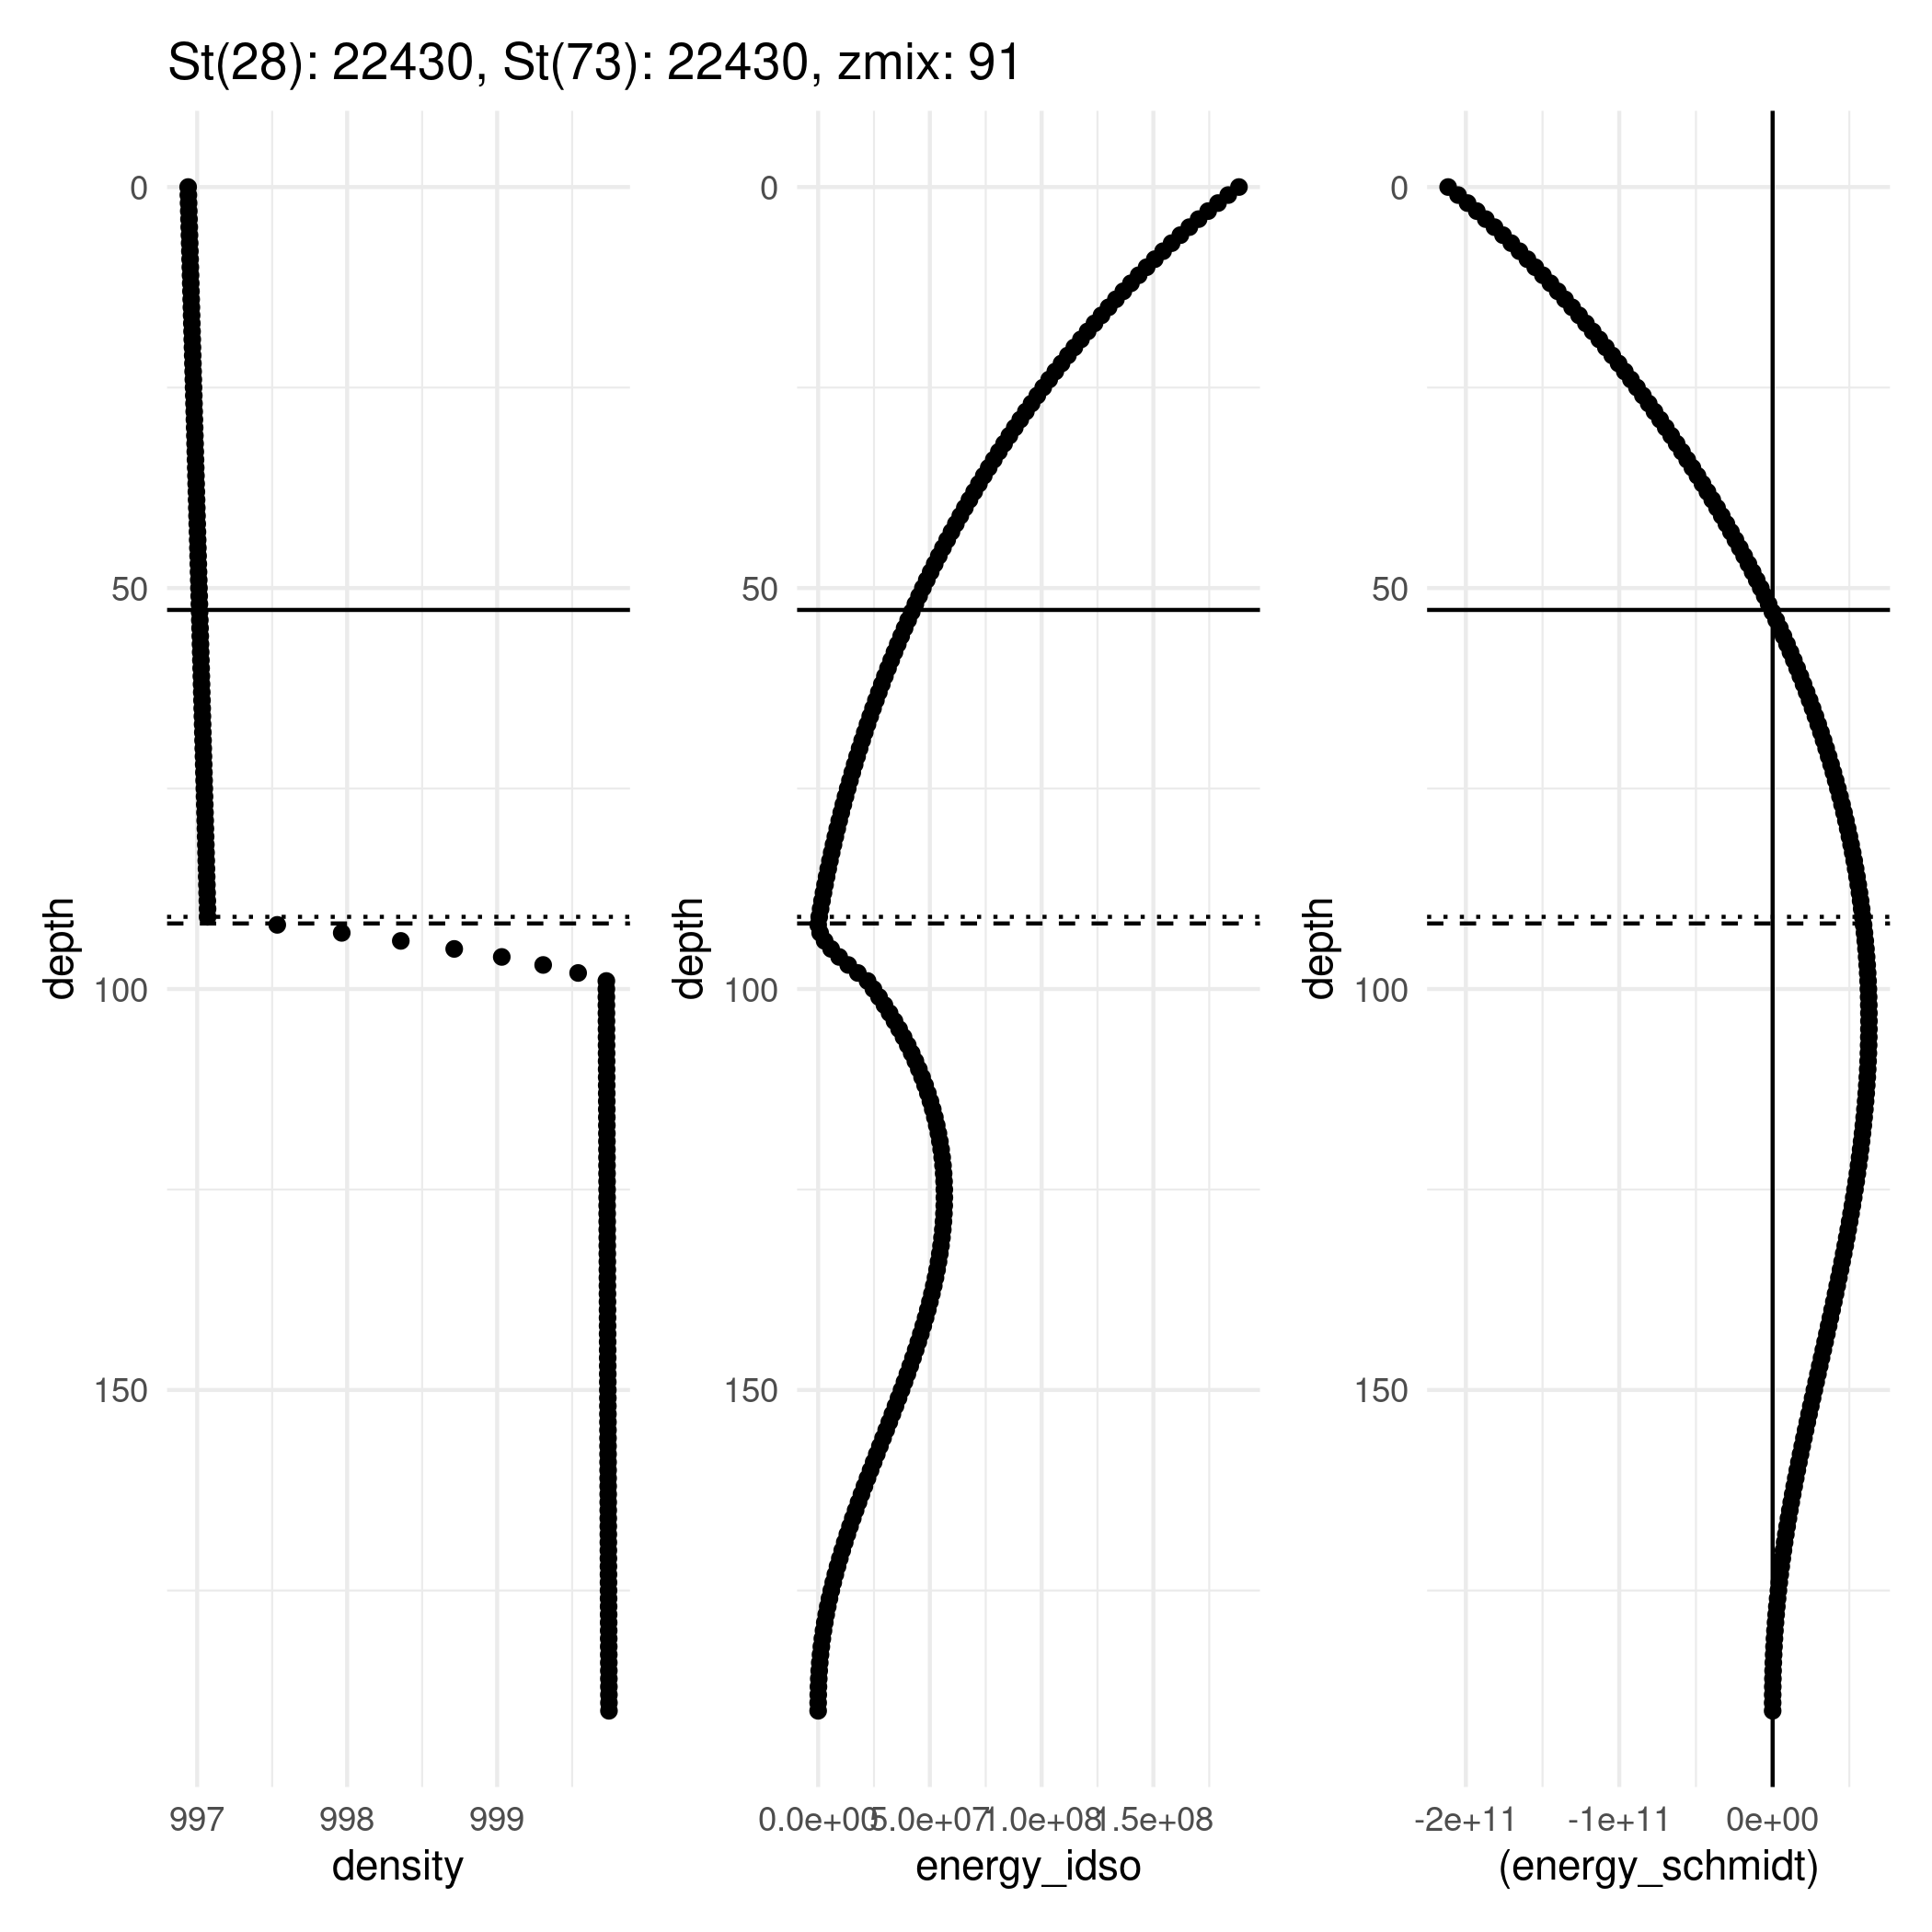 St(28): 22430, St(73): 22430, zmix: 91
0
50
100
150
depth
997 998 999
density
0
50
100
150
depth
0.0e+00 5.0e+07 1.0e+08 1.5e+08
energy_idso
0
50
100
150
depth
-2e+11 -1e+11 0e+00
(energy_schmidt)